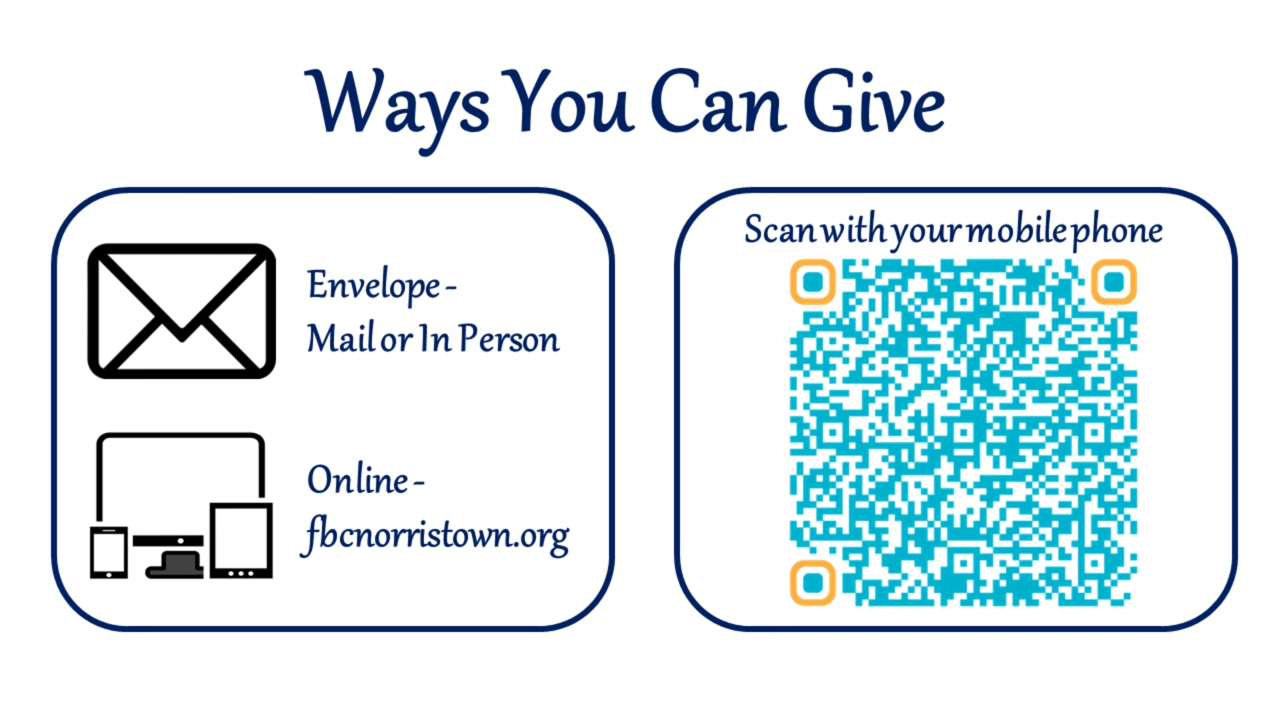 Ways You Can Give
Envelope -
Mail or In Person
Online -
fbcnorristown.org
Scan with your mobile phone